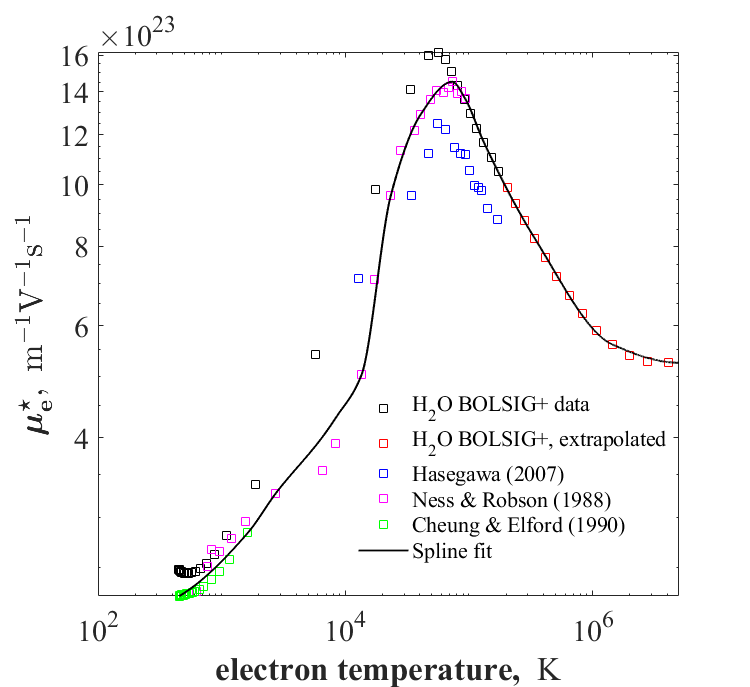 ×10²³
16
14
12
10
8
6
4
μₑ*, m⁻¹V⁻¹s⁻¹
H₂O BOLSIG+ data
H₂O BOLSIG+, extrapolated
Hasegawa (2007)
Ness & Robson (1988)
Cheung & Elford (1990)
Spline fit
10² 10⁴ 10⁶
electron temperature, K